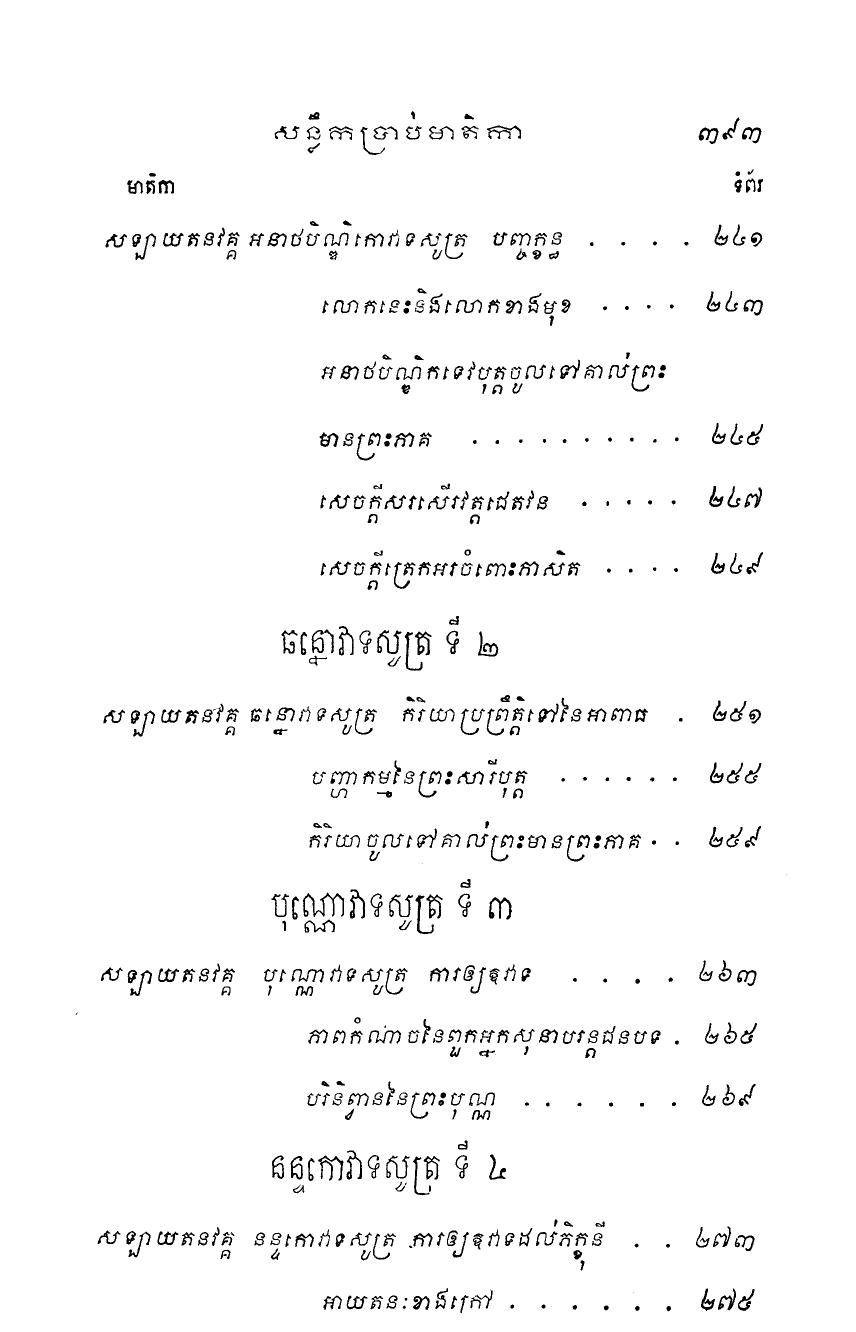 សន្លឹកប្រាប់មាតិកា ៣៩៣
មាតិកា ទំព័រ
សឡាយតនវគ្គ អនាថបិណ្ឌិកោវាទសូត្រ បញ្ចក្ខន្ធ . . . . ២៤១
លោកនេះនិងលោកខាងមុខ . . . . ២៤៣
អនាថបិណ្ឌិកទេវបុត្តចូលទៅគាល់ព្រះ
មានព្រះភាគ . . . . . . . . . . ២៤៥
សេចក្តីសរសើរវត្តជេតវន . . . . . ២៤៧
សេចក្តីត្រេកអរចំពោះភាសិត . . . . ២៤៩
ឆន្នោវាទសូត្រ ទី ២
សឡាយតនវគ្គ ឆន្នោវាទសូត្រ កិរិយាប្រព្រឹត្តិទៅនៃអាពាធ . ២៥១
បញ្ហាកម្មនៃព្រះសារីបុត្ត . . . . . . ២៥៥
កិរិយាចូលទៅគាល់ព្រះមានព្រះភាគ . . ២៥៩
បុណ្ណោវាទសូត្រ ទី ៣
សឡាយតនវគ្គ បុណ្ណោវាទសូត្រ ការឲ្យឱវាទ . . . . ២៦៣
ភាពកំណាចនៃពួកអ្នកសុនាបរន្តជនបទ . ២៦៥
បរិនិព្វាននៃព្រះបុណ្ណ . . . . . . ២៦៩
នន្ទកោវាទសូត្រ ទី ៤
សឡាយតនវគ្គ នន្ទកោវាទសូត្រ ការឲ្យឱវាទដល់ភិក្ខុនី . . ២៧៣
អាយតនៈខាងក្រៅ . . . . . . ២៧៥